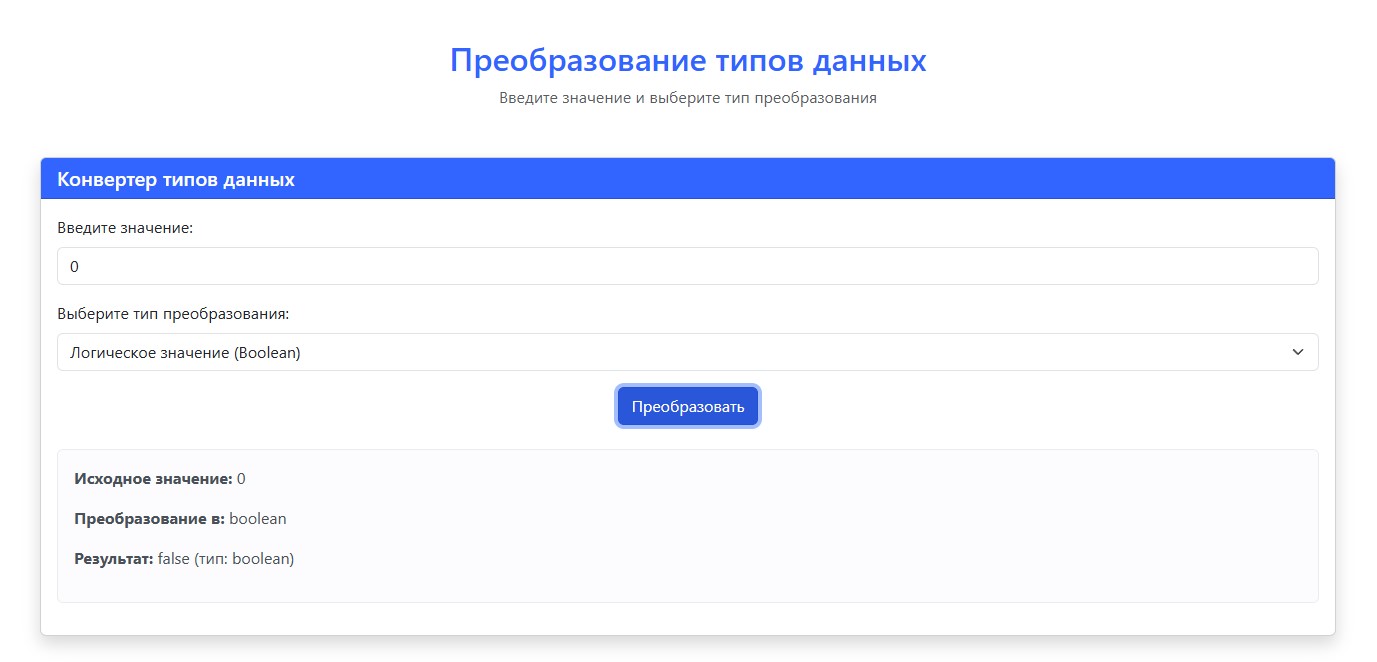 Преобразование типов данных
Введите значение и выберите тип преобразования
Конвертер типов данных
Введите значение:
0
Выберите тип преобразования:
Логическое значение (Boolean)
Преобразовать
Исходное значение: 0
Преобразование в: boolean
Результат: false (тип: boolean)